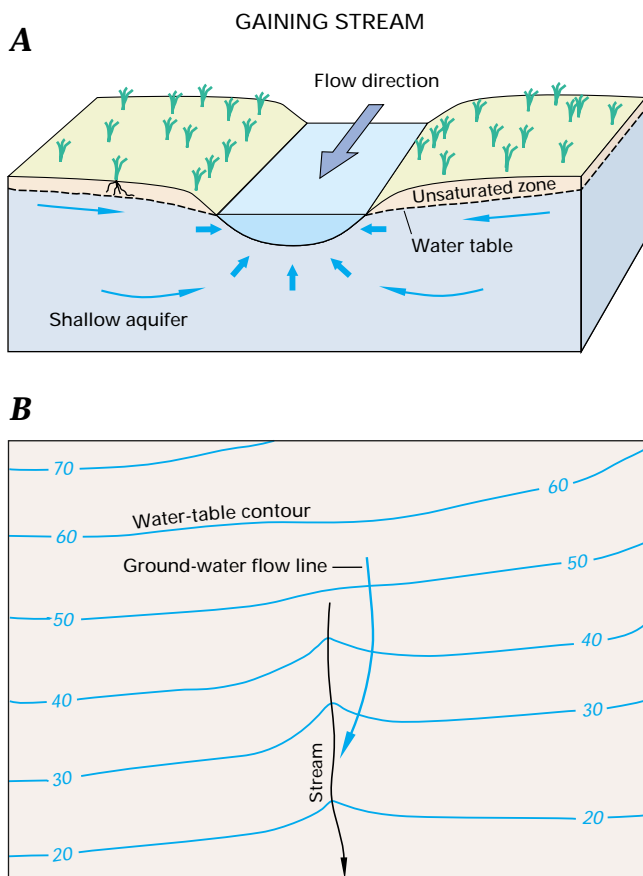 GAINING STREAM
A
Flow direction
Unsaturated zone
Water table
Shallow aquifer
B
70
60
Water-table contour
60
Ground-water flow line
50
50
40
40
30
30
Stream
20
20